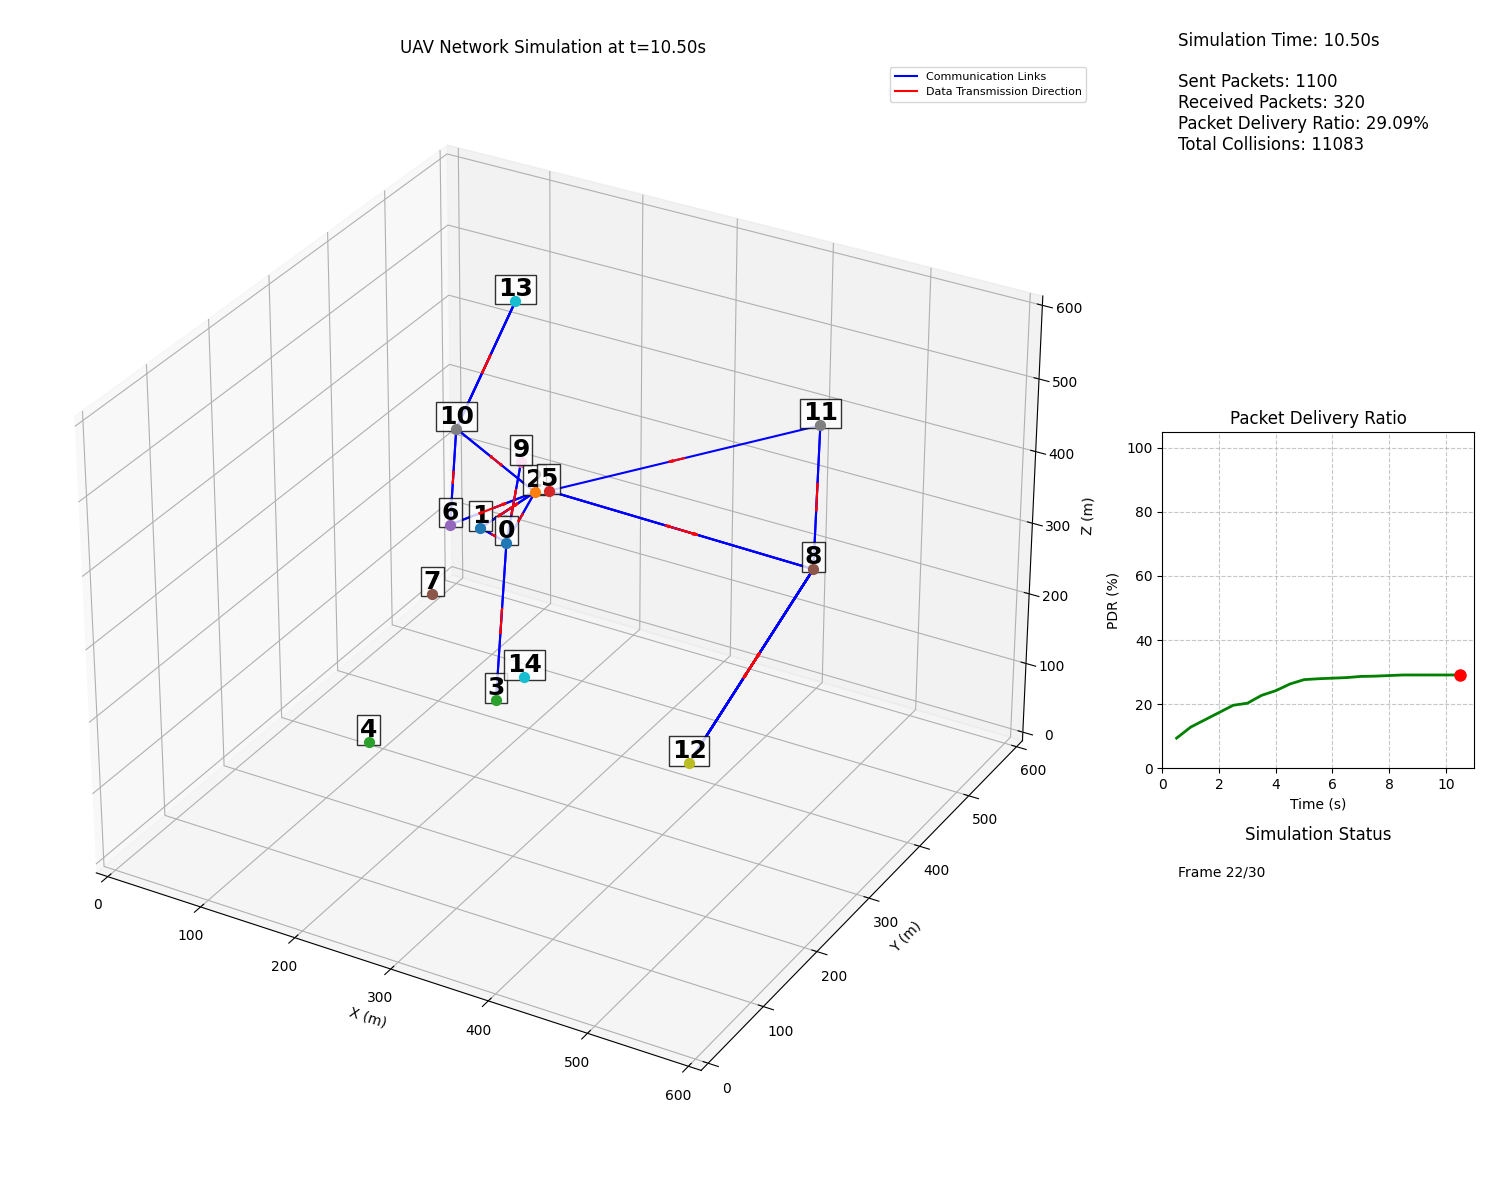 UAV Network Simulation at t=10.50s
Communication Links
Data Transmission Direction
Simulation Time: 10.50s
Sent Packets: 1100
Received Packets: 320
Packet Delivery Ratio: 29.09%
Total Collisions: 11083
13
10
11
9
2
5
6
1
0
8
7
14
3
4
12
600
500
400
300
200
100
0
Z (m)
600
500
400
300
200
100
0
Y (m)
0
100
200
300
400
500
600
X (m)
Packet Delivery Ratio
100
80
60
40
20
0
PDR (%)
0 2 4 6 8 10
Time (s)
Simulation Status
Frame 22/30